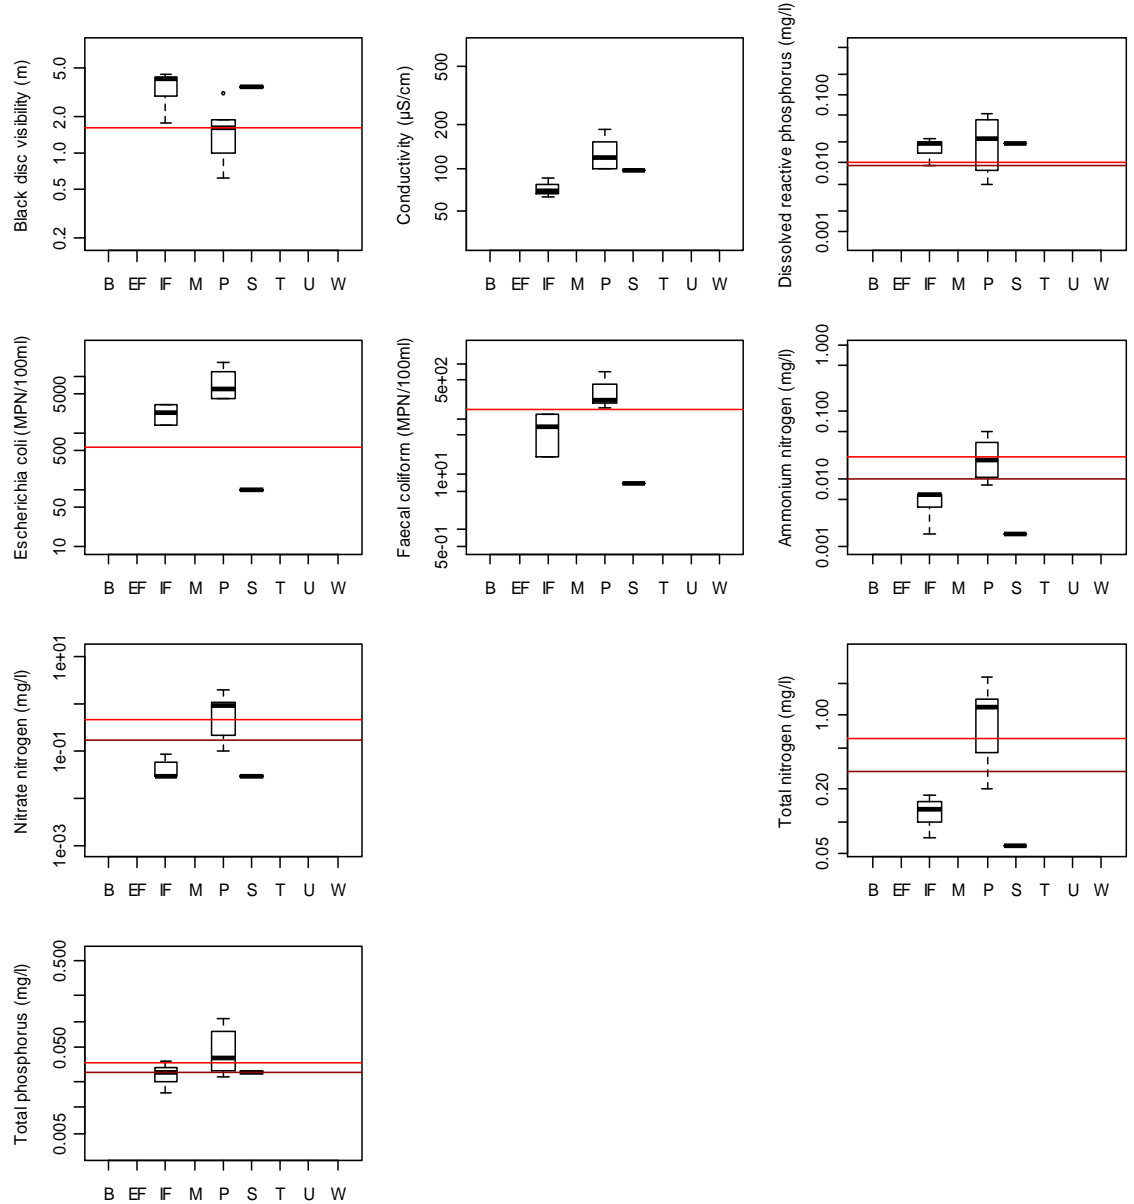 Black disc visibility (m)
5.0
2.0
1.0
0.5
0.2
B EF IF M P S T U W
Conductivity (µS/cm)
500
200
100
50
B EF IF M P S T U W
Dissolved reactive phosphorus (mg/l)
0.100
0.010
0.001
B EF IF M P S T U W
Escherichia coli (MPN/100ml)
5000
500
50
10
B EF IF M P S T U W
Faecal coliform (MPN/100ml)
5e+02
1e+01
5e-01
B EF IF M P S T U W
Ammonium nitrogen (mg/l)
1.000
0.100
0.010
0.001
B EF IF M P S T U W
Nitrate nitrogen (mg/l)
1e+01
1e-01
1e-03
B EF IF M P S T U W
Total nitrogen (mg/l)
1.00
0.20
0.05
B EF IF M P S T U W
Total phosphorus (mg/l)
0.500
0.050
0.005
B EF IF M P S T U W